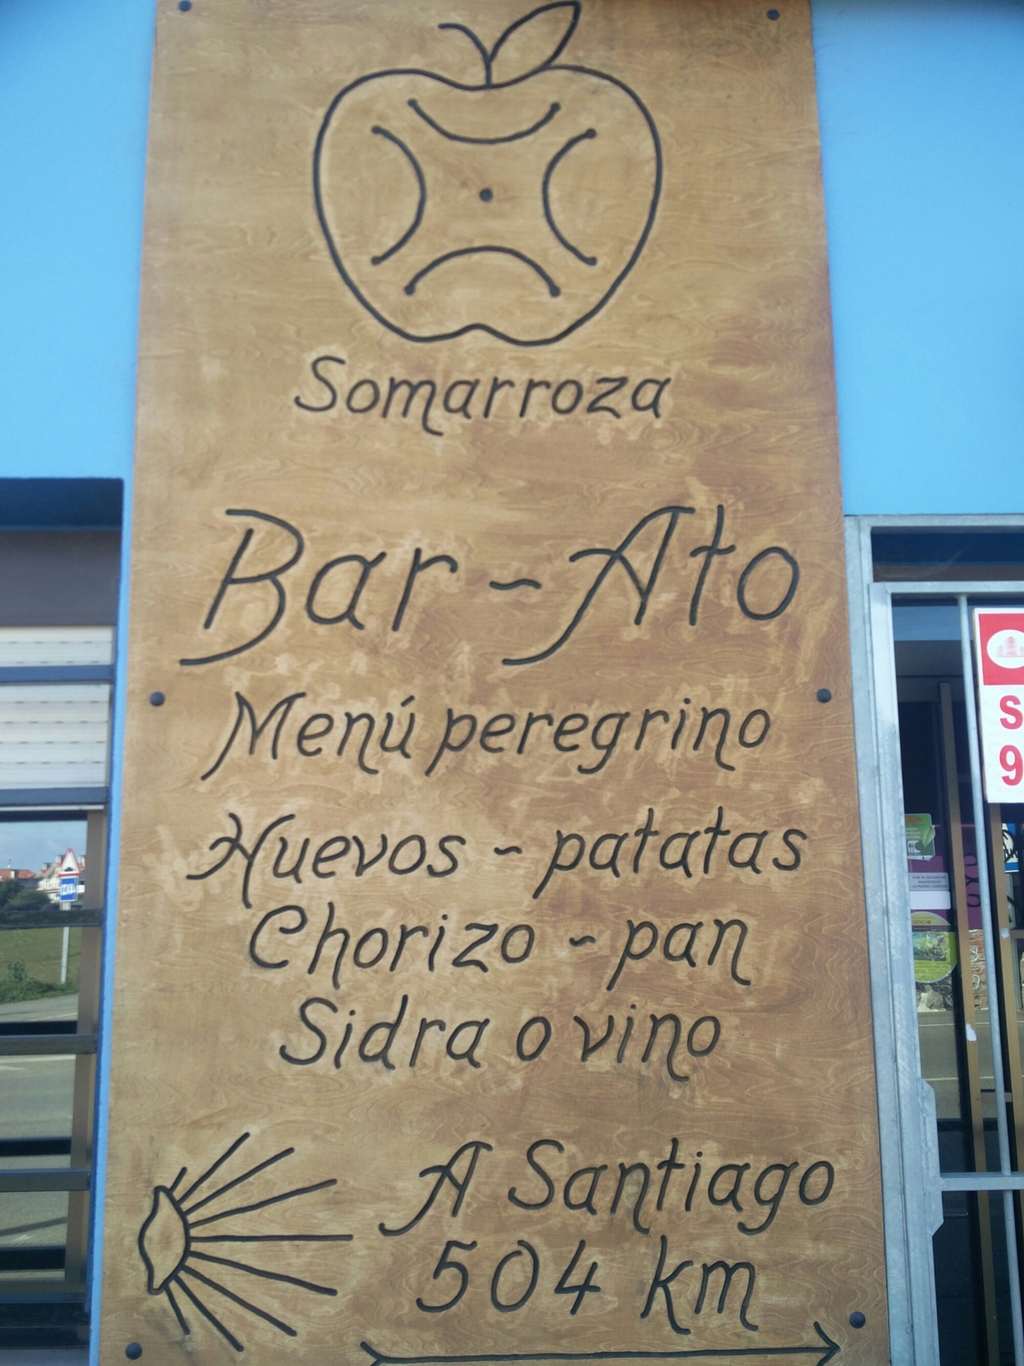 Somarroza
Bar - Ato
Menú peregrino
Huevos - patatas
Chorizo - pan
Sidra o vino
A Santiago
504 km
S
9